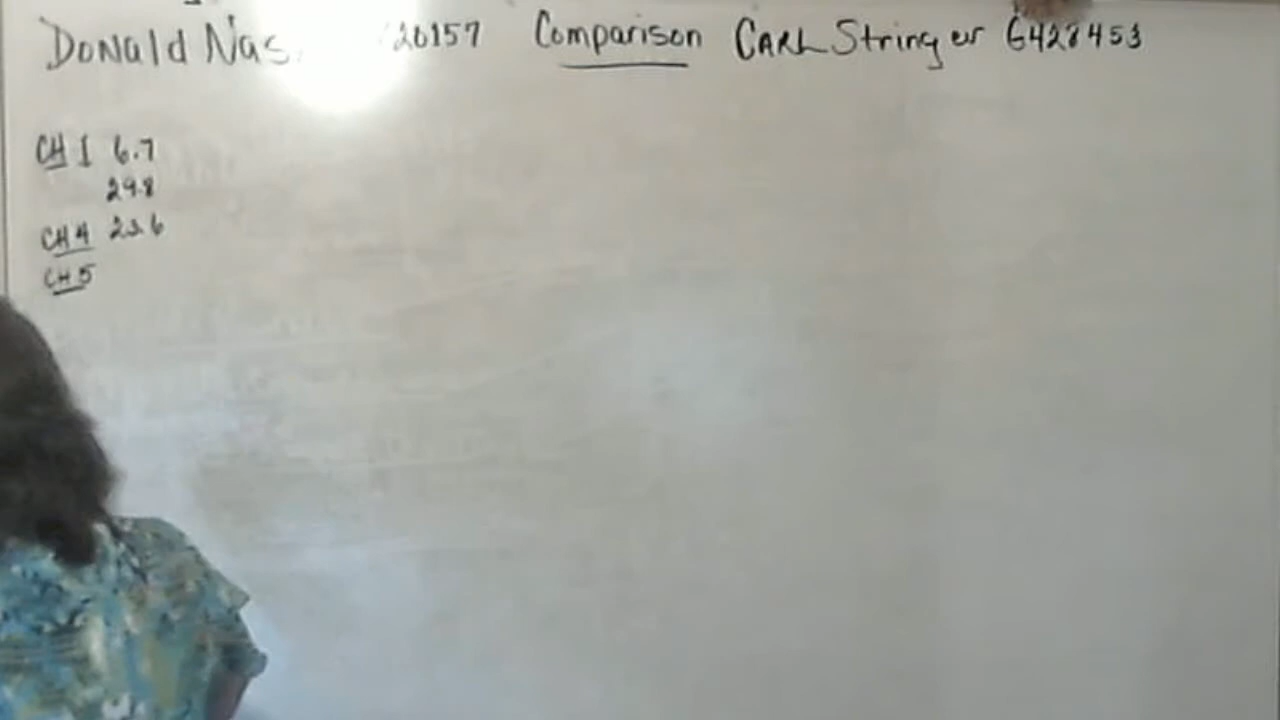 Donald Nas 20157 Comparison CARL Stringer 6428453
CH 1 6.7
29.8
CH 4 23.6
CH 5